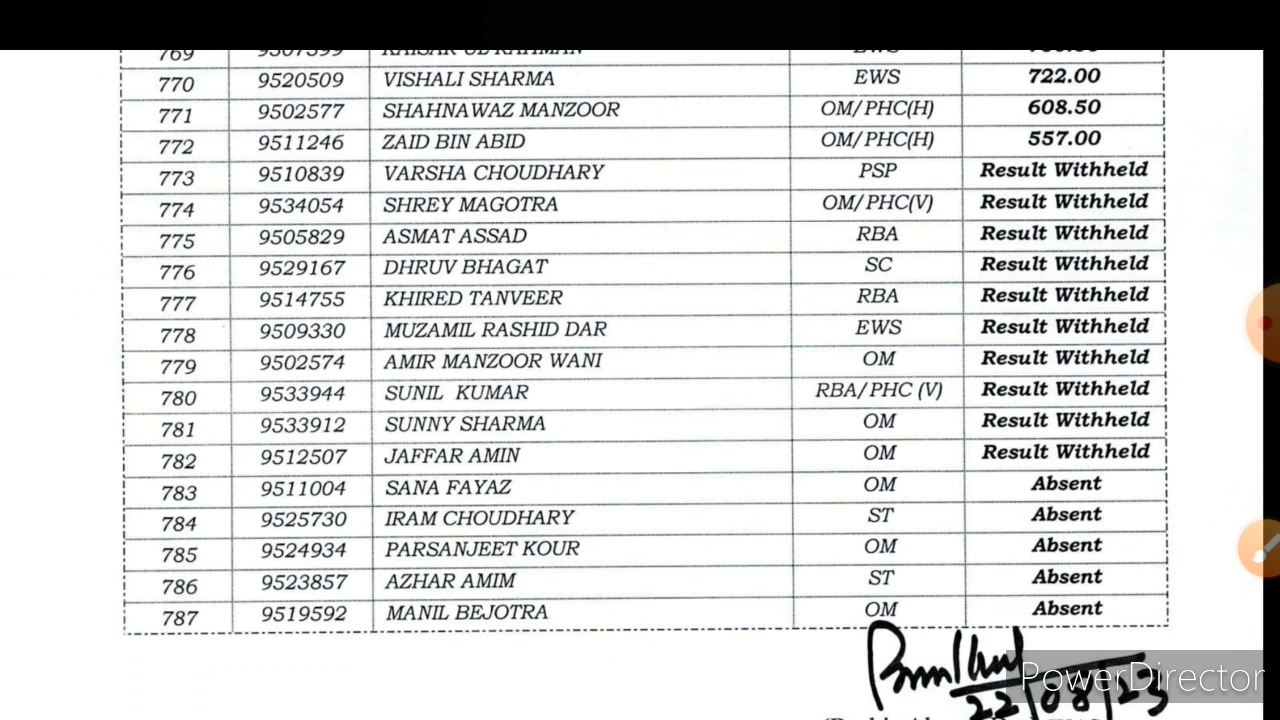 769 9507399 KAISAR UL RAHMAN EWS
770 9520509 VISHALI SHARMA EWS 722.00
771 9502577 SHAHNAWAZ MANZOOR OM/PHC(H) 608.50
772 9511246 ZAID BIN ABID OM/PHC(H) 557.00
773 9510839 VARSHA CHOUDHARY PSP Result Withheld
774 9534054 SHREY MAGOTRA OM/PHC(V) Result Withheld
775 9505829 ASMAT ASSAD RBA Result Withheld
776 9529167 DHRUV BHAGAT SC Result Withheld
777 9514755 KHIRED TANVEER RBA Result Withheld
778 9509330 MUZAMIL RASHID DAR EWS Result Withheld
779 9502574 AMIR MANZOOR WANI OM Result Withheld
780 9533944 SUNIL KUMAR RBA/PHC (V) Result Withheld
781 9533912 SUNNY SHARMA OM Result Withheld
782 9512507 JAFFAR AMIN OM Result Withheld
783 9511004 SANA FAYAZ OM Absent
784 9525730 IRAM CHOUDHARY ST Absent
785 9524934 PARSANJEET KOUR OM Absent
786 9523857 AZHAR AMIM ST Absent
787 9519592 MANIL BEJOTRA OM Absent
PowerDirector
22/08/23